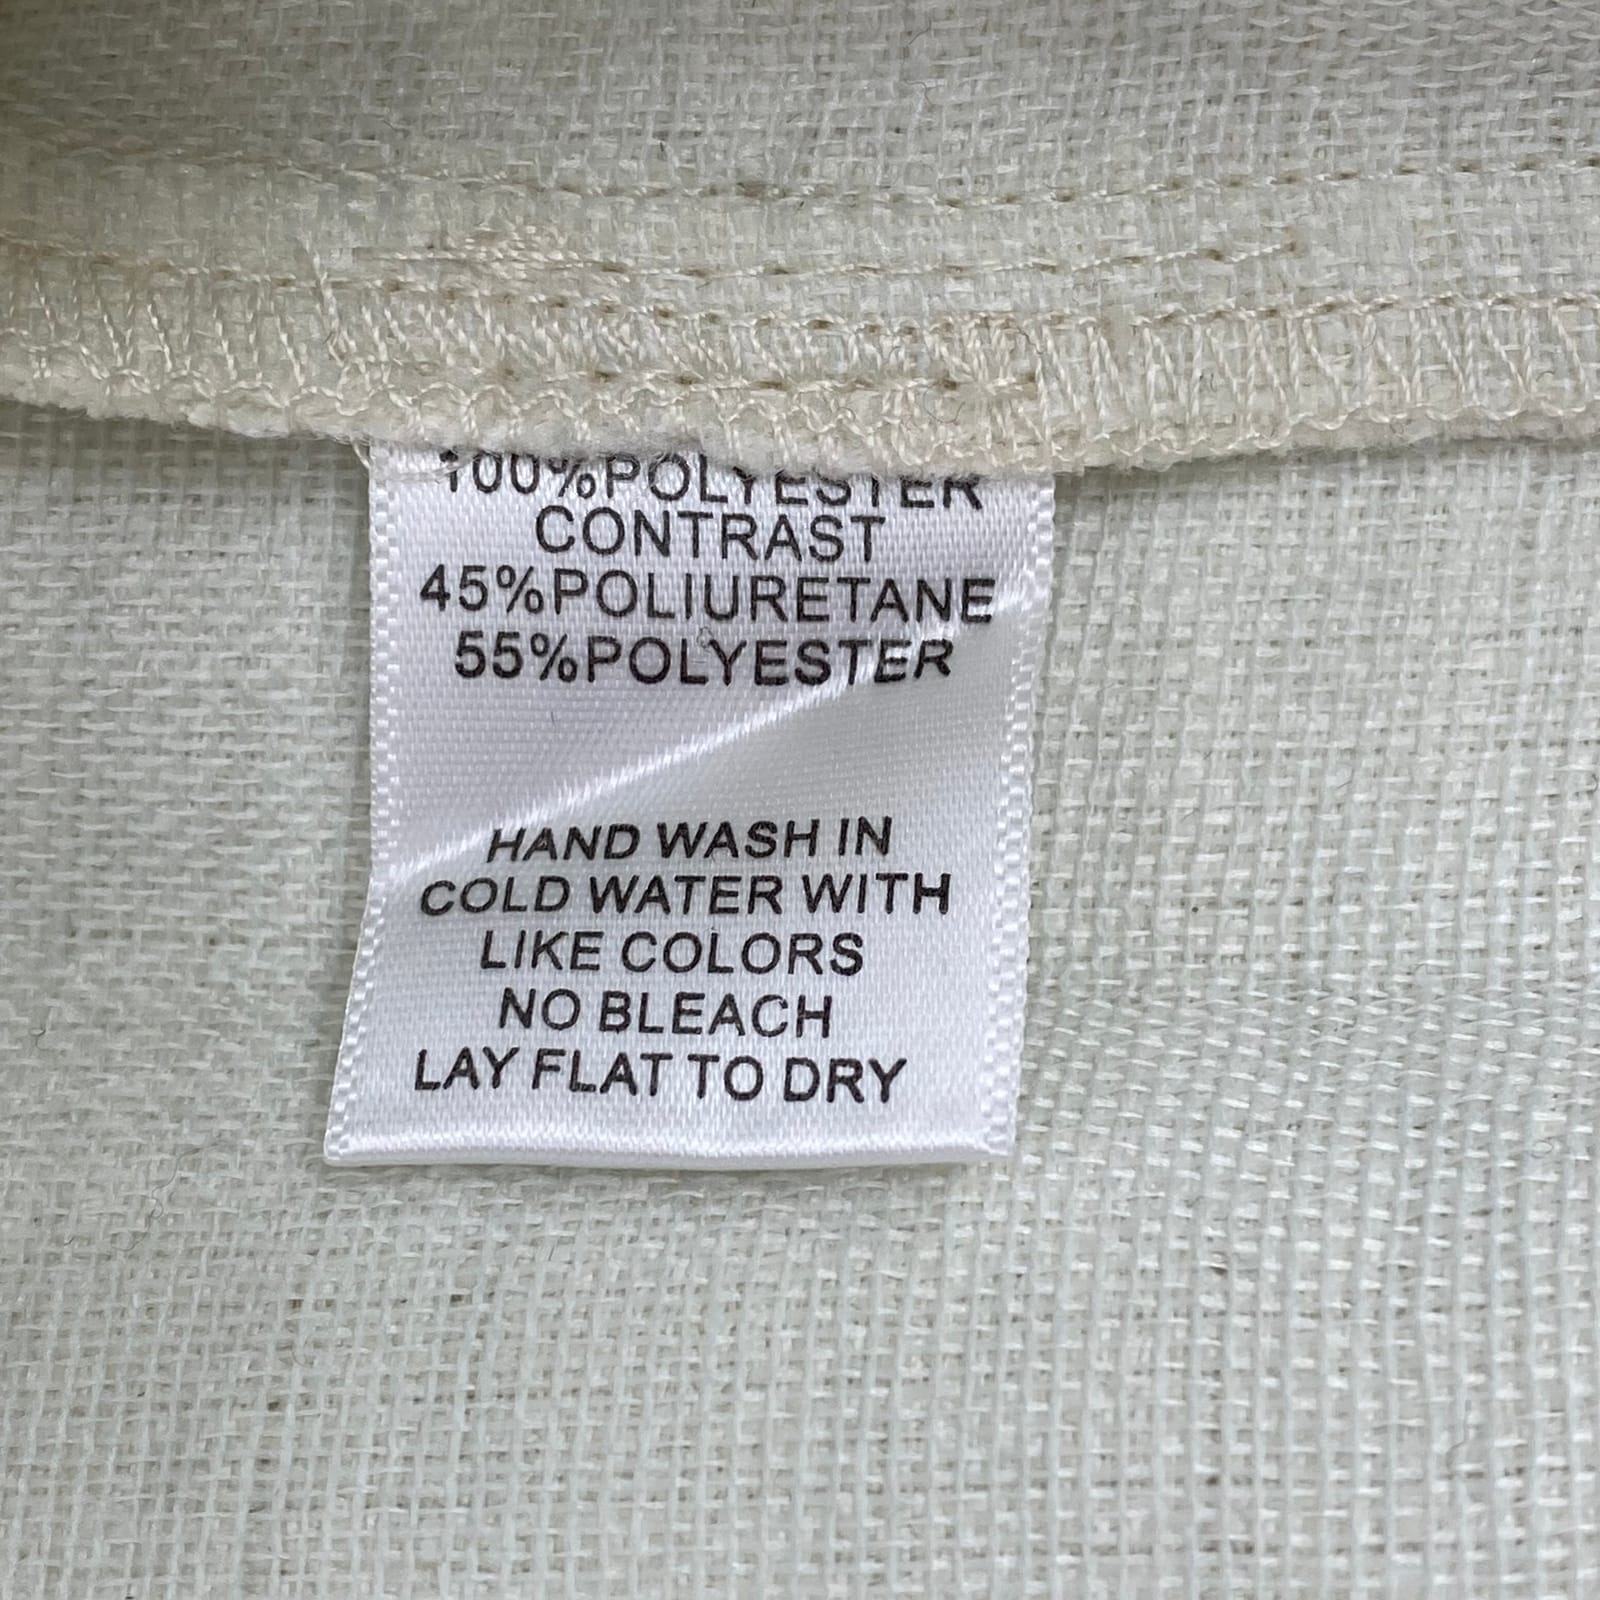 100%POLYESTER
CONTRAST
45%POLIURETANE
55%POLYESTER
HAND WASH IN
COLD WATER WITH
LIKE COLORS
NO BLEACH
LAY FLAT TO DRY